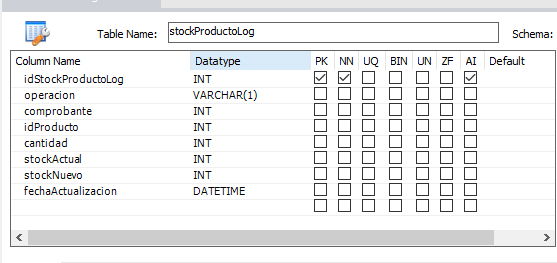 Table Name: stockProductoLog Schema:
Column Name Datatype PK NN UQ BIN UN ZF AI Default
idStockProductoLog INT
operacion VARCHAR(1)
comprobante INT
idProducto INT
cantidad INT
stockActual INT
stockNuevo INT
fechaActualizacion DATETIME